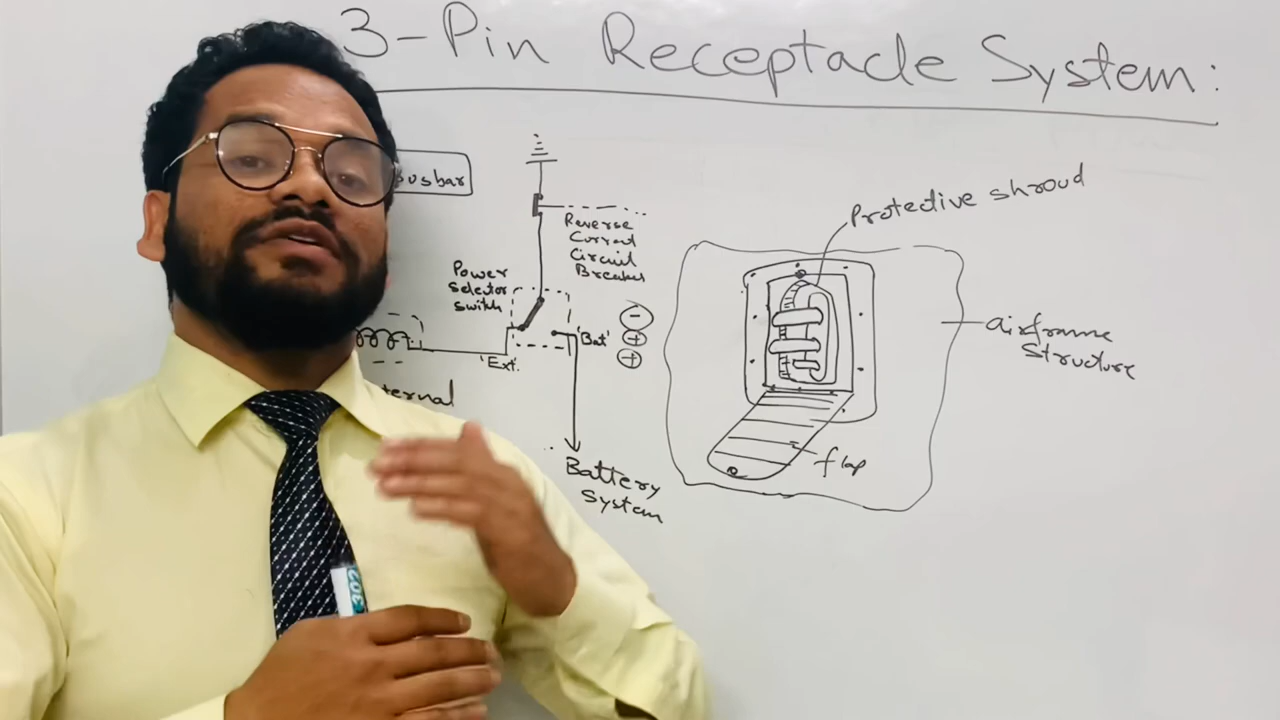 3-Pin Receptacle System:
busbar
Reverse
Current
Circuit
Breaker
Power
selector
switch
'Ext.'
'Bat'
ternal
Battery
System
-
+
+
Protective shroud
airframe
Structure
flap
302